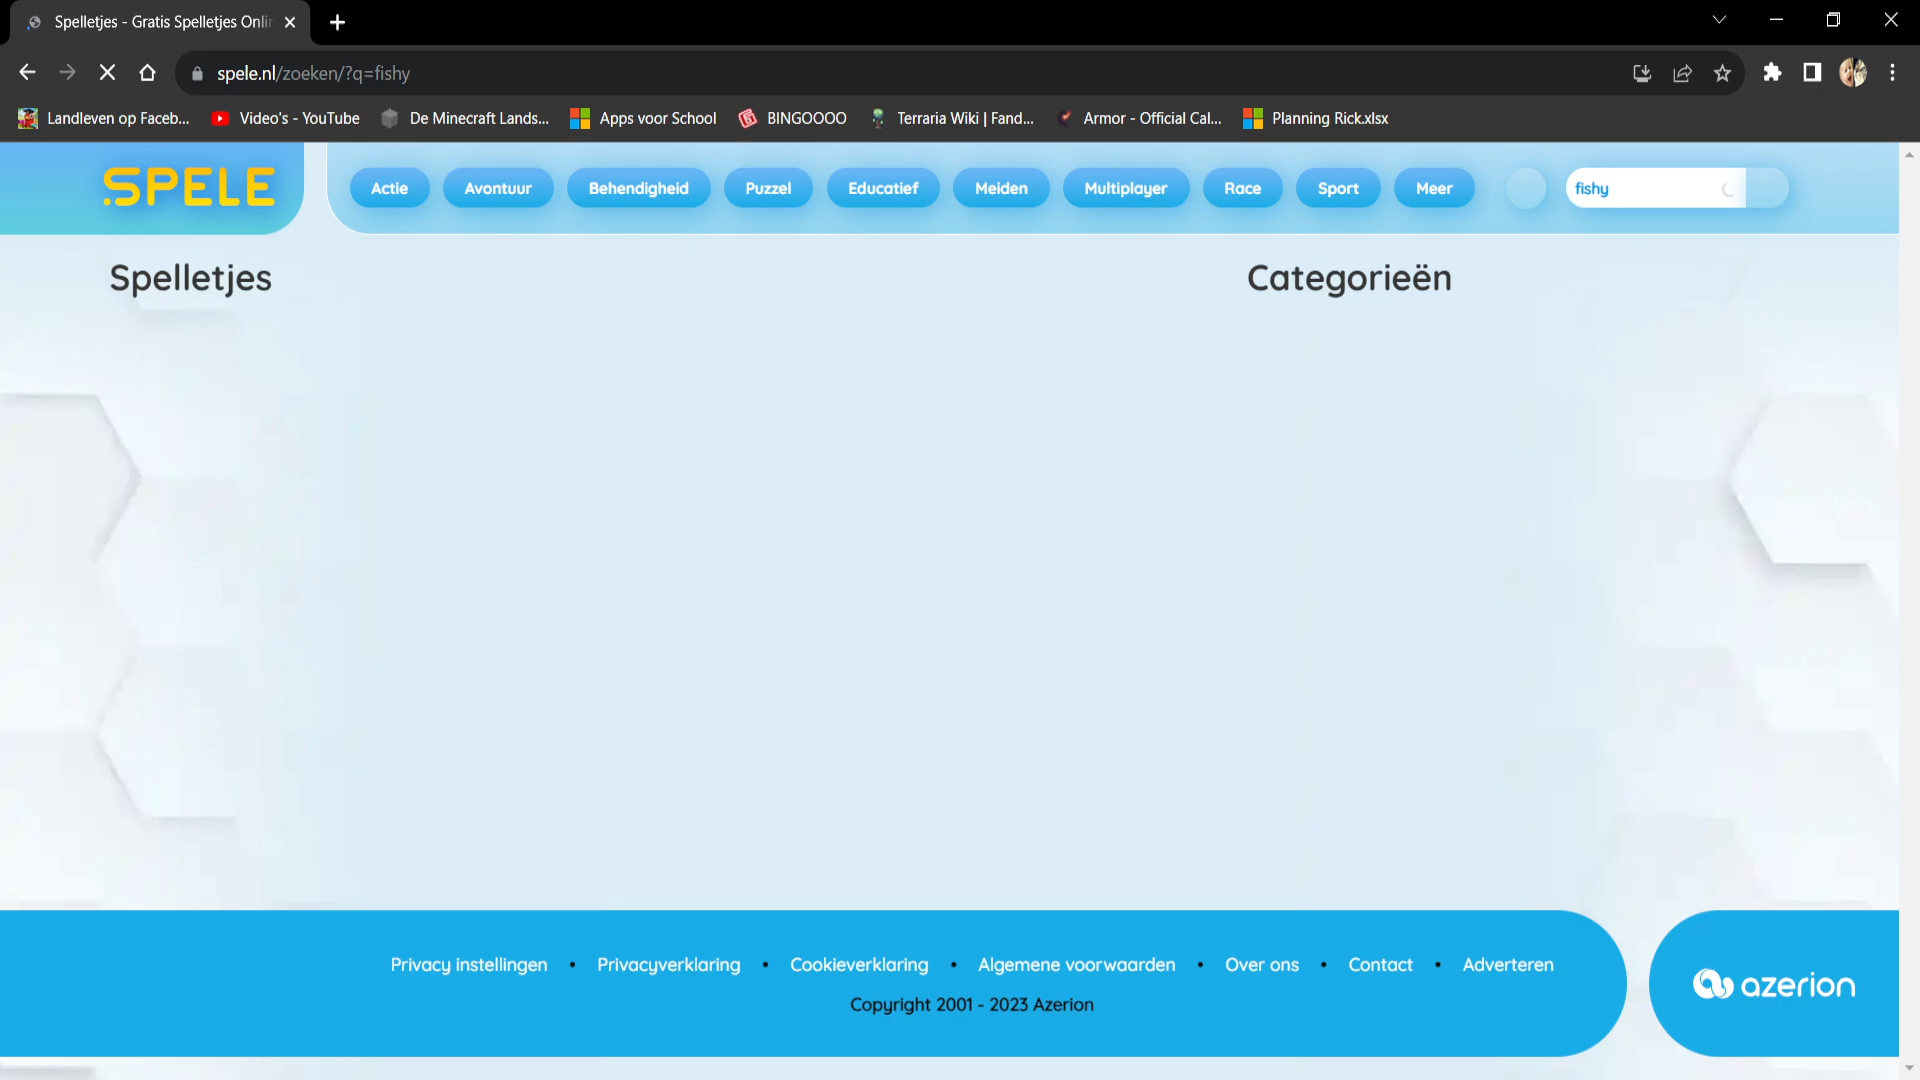 Spelletjes - Gratis Spelletjes Onlin
spele.nl/zoeken/?q=fishy
Landleven op Faceb... Video's - YouTube De Minecraft Lands... Apps voor School BINGOOOO Terraria Wiki | Fand... Armor - Official Cal... Planning Rick.xlsx
.SPELE Actie Avontuur Behendigheid Puzzel Educatief Meiden Multiplayer Race Sport Meer fishy
Spelletjes Categorieën
Privacy instellingen • Privacyverklaring • Cookieverklaring • Algemene voorwaarden • Over ons • Contact • Adverteren
Copyright 2001 - 2023 Azerion
azerion